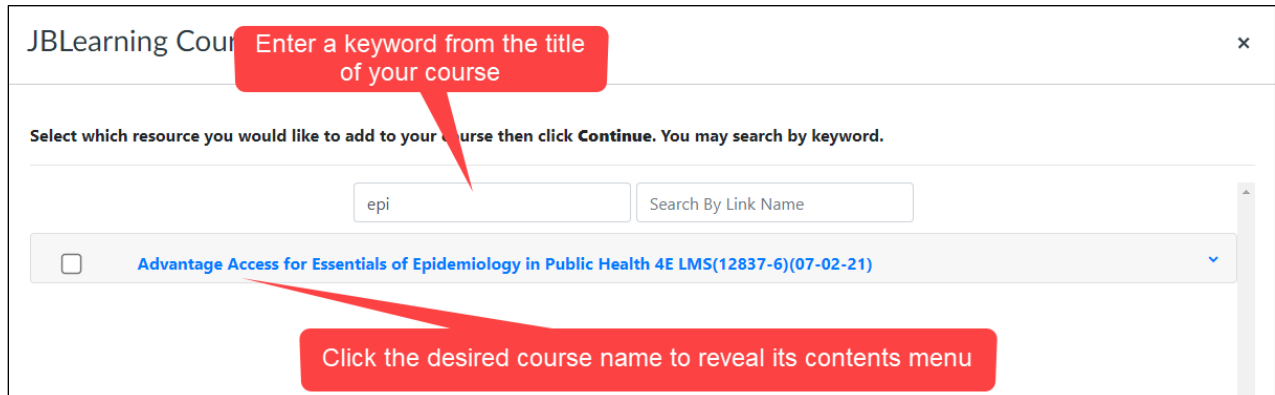 JBLearning Cour
Enter a keyword from the title
of your course
×
Select which resource you would like to add to your course then click Continue. You may search by keyword.
epi
Search By Link Name
Advantage Access for Essentials of Epidemiology in Public Health 4E LMS(12837-6)(07-02-21)
Click the desired course name to reveal its contents menu